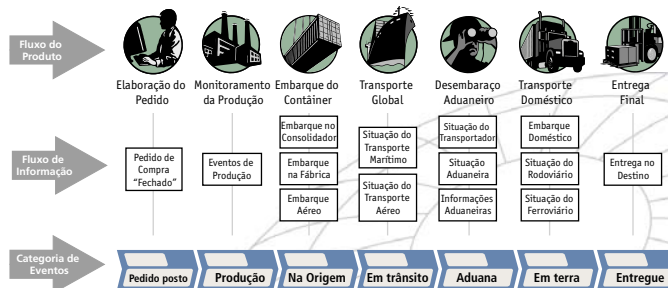 Fluxo do
Produto
Elaboração do
Pedido
Monitoramento
da Produção
Embarque do
Contâiner
Transporte
Global
Desembaraço
Aduaneiro
Transporte
Doméstico
Entrega
Final
Fluxo de
Informação
Pedido de
Compra
“Fechado”
Eventos de
Produção
Embarque no
Consolidador
Embarque
na Fábrica
Embarque
Aéreo
Situação do
Transporte
Marítimo
Situação do
Transporte
Aéreo
Situação do
Transportador
Situação
Aduaneira
Informações
Aduaneiras
Embarque
Doméstico
Situação do
Rodoviário
Situação do
Ferroviário
Entrega no
Destino
Categoria de
Eventos
Pedido posto
Produção
Na Origem
Em trânsito
Aduana
Em terra
Entregue